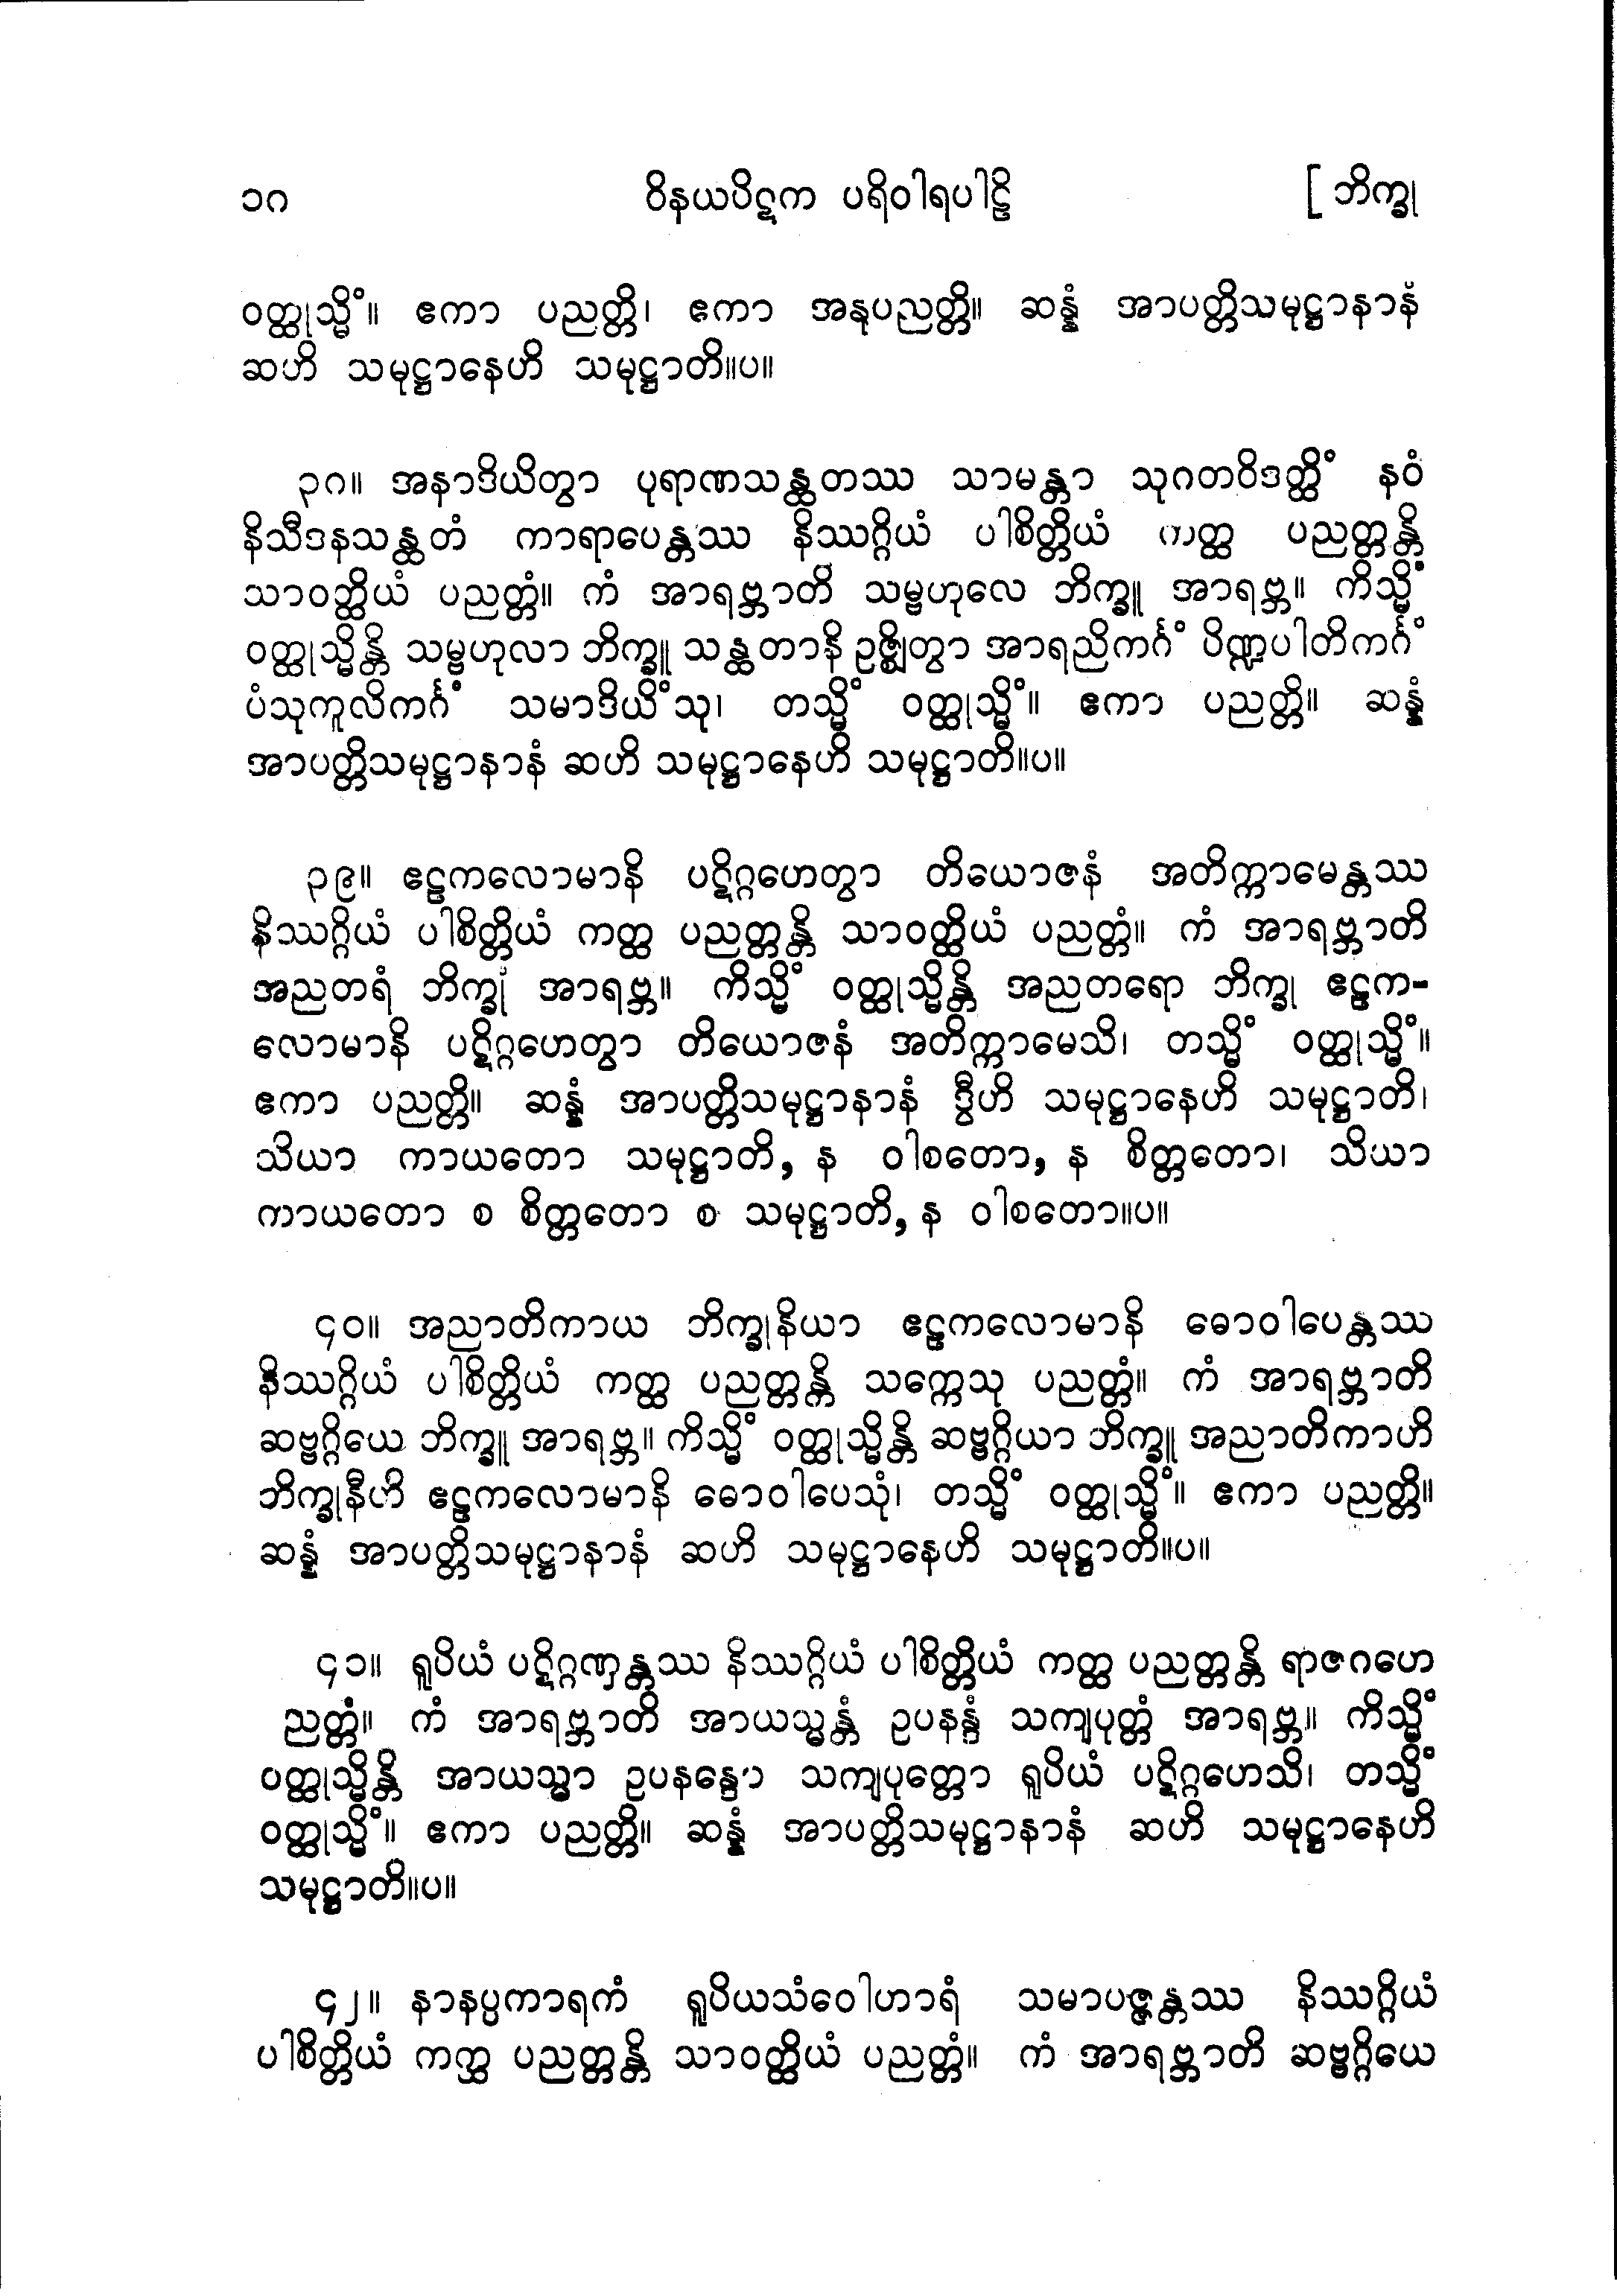 ၁၈ ဝိနယပိဋက ပရိဝါရပါဠိ [ ဘိက္ခု
ဝတ္ထုသ္မိံ။ ဧကာ ပညတ္တိ၊ ဧကာ အနုပညတ္တိ။ ဆန္နံ အာပတ္တိသမုဋ္ဌာနာနံ
ဆဟိ သမုဋ္ဌာနေဟိ သမုဋ္ဌာတိ။ပ။
၃၈။ အနာဒိယိတွာ ပုရာဏသန္ထတဿ သာမန္တာ သုဂတဝိဒတ္ထိံ နဝံ
နိသီဒနသန္ထတံ ကာရာပေန္တဿ နိဿဂ္ဂိယံ ပါစိတ္တိယံ ကတ္ထ ပညတ္တန္တိ
သာဝတ္ထိယံ ပညတ္တံ။ ကံ အာရဗ္ဘာတိ သမ္ဗဟုလေ ဘိက္ခူ အာရဗ္ဘ။ ကိသ္မိံ
ဝတ္ထုသ္မိန္တိ သမ္ဗဟုလာ ဘိက္ခူ သန္ထတာနိ ဥဇ္ဈိတွာ အာရညိကင်္ဂံ ပိဏ္ဍပါတိကင်္ဂံ
ပံသုကူလိကင်္ဂံ သမာဒိယိံသု၊ တသ္မိံ ဝတ္ထုသ္မိံ။ ဧကာ ပညတ္တိ။ ဆန္နံ
အာပတ္တိသမုဋ္ဌာနာနံ ဆဟိ သမုဋ္ဌာနေဟိ သမုဋ္ဌာတိ။ပ။
၃၉။ ဧဠကလောမာနိ ပဋိဂ္ဂဟေတွာ တိယောဇနံ အတိက္ကာမေန္တဿ
နိဿဂ္ဂိယံ ပါစိတ္တိယံ ကတ္ထ ပညတ္တန္တိ သာဝတ္ထိယံ ပညတ္တံ။ ကံ အာရဗ္ဘာတိ
အညတရံ ဘိက္ခုံ အာရဗ္ဘ။ ကိသ္မိံ ဝတ္ထုသ္မိန္တိ အညတရော ဘိက္ခု ဧဠက-
လောမာနိ ပဋိဂ္ဂဟေတွာ တိယောဇနံ အတိက္ကာမေသိ၊ တသ္မိံ ဝတ္ထုသ္မိံ။
ဧကာ ပညတ္တိ။ ဆန္နံ အာပတ္တိသမုဋ္ဌာနာနံ ဒွီဟိ သမုဋ္ဌာနေဟိ သမုဋ္ဌာတိ၊
သိယာ ကာယတော သမုဋ္ဌာတိ, န ဝါစတော, န စိတ္တတော၊ သိယာ
ကာယတော စ စိတ္တတော စ သမုဋ္ဌာတိ, န ဝါစတော။ပ။
၄၀။ အညာတိကာယ ဘိက္ခုနိယာ ဧဠကလောမာနိ ဓောဝါပေန္တဿ
နိဿဂ္ဂိယံ ပါစိတ္တိယံ ကတ္ထ ပညတ္တန္တိ သက္ကေသု ပညတ္တံ။ ကံ အာရဗ္ဘာတိ
ဆဗ္ဗဂ္ဂိယေ ဘိက္ခူ အာရဗ္ဘ။ ကိသ္မိံ ဝတ္ထုသ္မိန္တိ ဆဗ္ဗဂ္ဂိယာ ဘိက္ခူ အညာတိကာဟိ
ဘိက္ခုနီဟိ ဧဠကလောမာနိ ဓောဝါပေသုံ၊ တသ္မိံ ဝတ္ထုသ္မိံ။ ဧကာ ပညတ္တိ။
ဆန္နံ အာပတ္တိသမုဋ္ဌာနာနံ ဆဟိ သမုဋ္ဌာနေဟိ သမုဋ္ဌာတိ။ပ။
၄၁။ ရူပိယံ ပဋိဂ္ဂဏှန္တဿ နိဿဂ္ဂိယံ ပါစိတ္တိယံ ကတ္ထ ပညတ္တန္တိ ရာဇဂဟေ
ညတ္တံ။ ကံ အာရဗ္ဘာတိ အာယသ္မန္တံ ဥပနန္ဒံ သကျပုတ္တံ အာရဗ္ဘ။ ကိသ္မိံ
ဝတ္ထုသ္မိန္တိ အာယသ္မာ ဥပနန္ဒော သကျပုတ္တော ရူပိယံ ပဋိဂ္ဂဟေသိ၊ တသ္မိံ
ဝတ္ထုသ္မိံ။ ဧကာ ပညတ္တိ။ ဆန္နံ အာပတ္တိသမုဋ္ဌာနာနံ ဆဟိ သမုဋ္ဌာနေဟိ
သမုဋ္ဌာတိ။ပ။
၄၂။ နာနပ္ပကာရကံ ရူပိယသံဝေါဟာရံ သမာပဇ္ဇန္တဿ နိဿဂ္ဂိယံ
ပါစိတ္တိယံ ကတ္ထ ပညတ္တန္တိ သာဝတ္ထိယံ ပညတ္တံ။ ကံ အာရဗ္ဘာတိ ဆဗ္ဗဂ္ဂိယေ